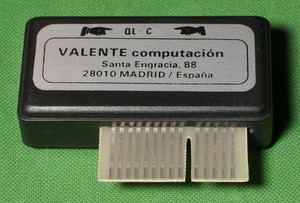 QL - C
VALENTE computación
Santa Engracia, 88
28010 MADRID / España